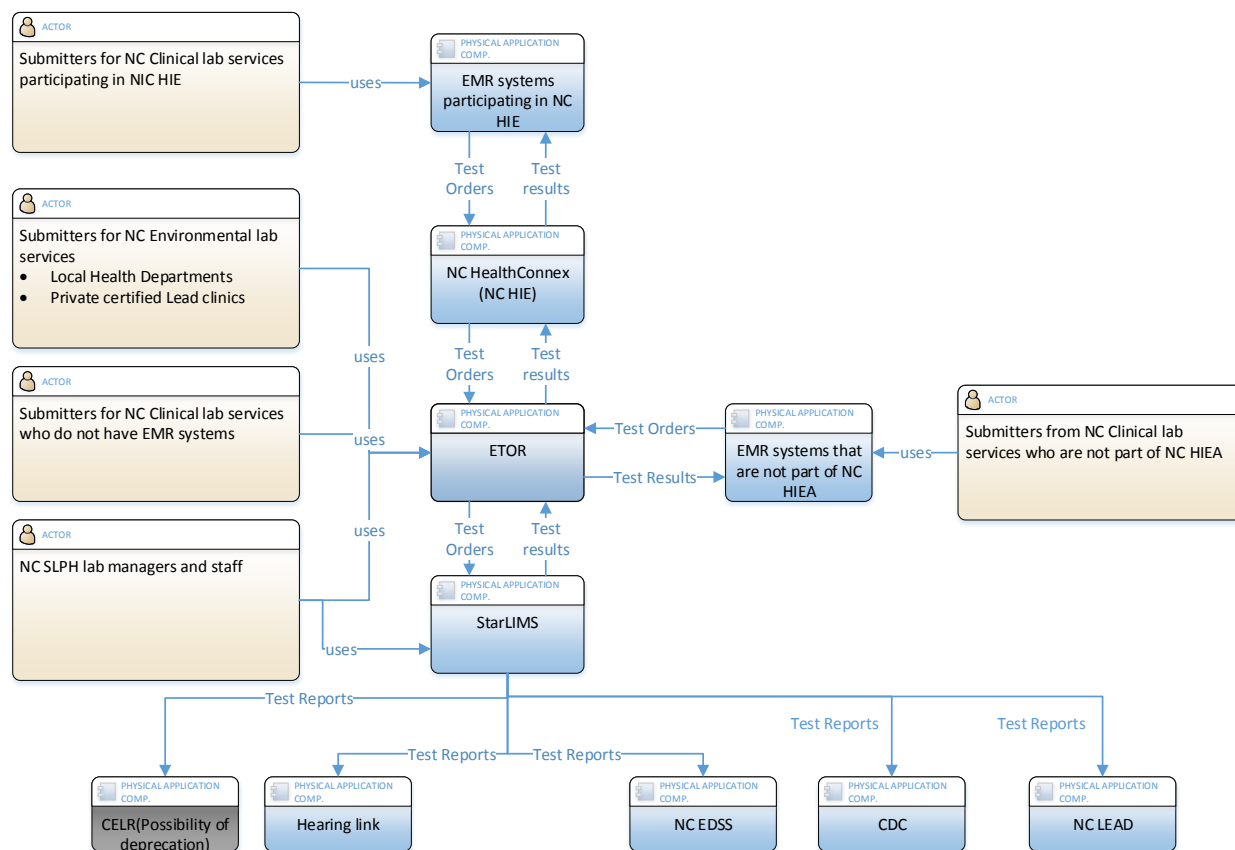 ACTOR
Submitters for NC Clinical lab services
participating in NIC HIE
uses
PHYSICAL APPLICATION
COMP.
EMR systems
participating in NC
HIE
Test
Orders
Test
results
ACTOR
Submitters for NC Environmental lab
services
• Local Health Departments
• Private certified Lead clinics
uses
PHYSICAL APPLICATION
COMP.
NC HealthConnex
(NC HIE)
Test
Orders
Test
results
ACTOR
Submitters for NC Clinical lab services
who do not have EMR systems
uses
PHYSICAL APPLICATION
COMP.
ETOR
Test Orders
Test Results
PHYSICAL APPLICATION
COMP.
EMR systems that
are not part of NC
HIEA
uses
ACTOR
Submitters from NC Clinical lab
services who are not part of NC HIEA
ACTOR
NC SLPH lab managers and staff
uses
uses
Test
Orders
Test
results
PHYSICAL APPLICATION
COMP.
StarLIMS
Test Reports
Test Reports
Test Reports
Test Reports
Test Reports
PHYSICAL APPLICATION
COMP.
CELR(Possibility of
deprecation)
PHYSICAL APPLICATION
COMP.
Hearing link
PHYSICAL APPLICATION
COMP.
NC EDSS
PHYSICAL APPLICATION
COMP.
CDC
PHYSICAL APPLICATION
COMP.
NC LEAD